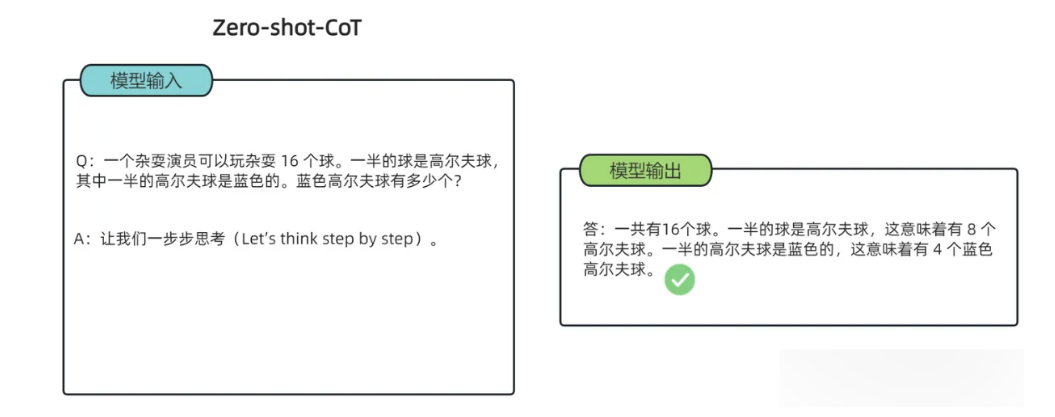 Zero-shot-CoT
模型输入
Q：一个杂耍演员可以玩杂耍 16 个球。一半的球是高尔夫球，
其中一半的高尔夫球是蓝色的。蓝色高尔夫球有多少个？
A：让我们一步步思考（Let’s think step by step）。
模型输出
答：一共有16个球。一半的球是高尔夫球，这意味着有 8 个
高尔夫球。一半的高尔夫球是蓝色的，这意味着有 4 个蓝色
高尔夫球。